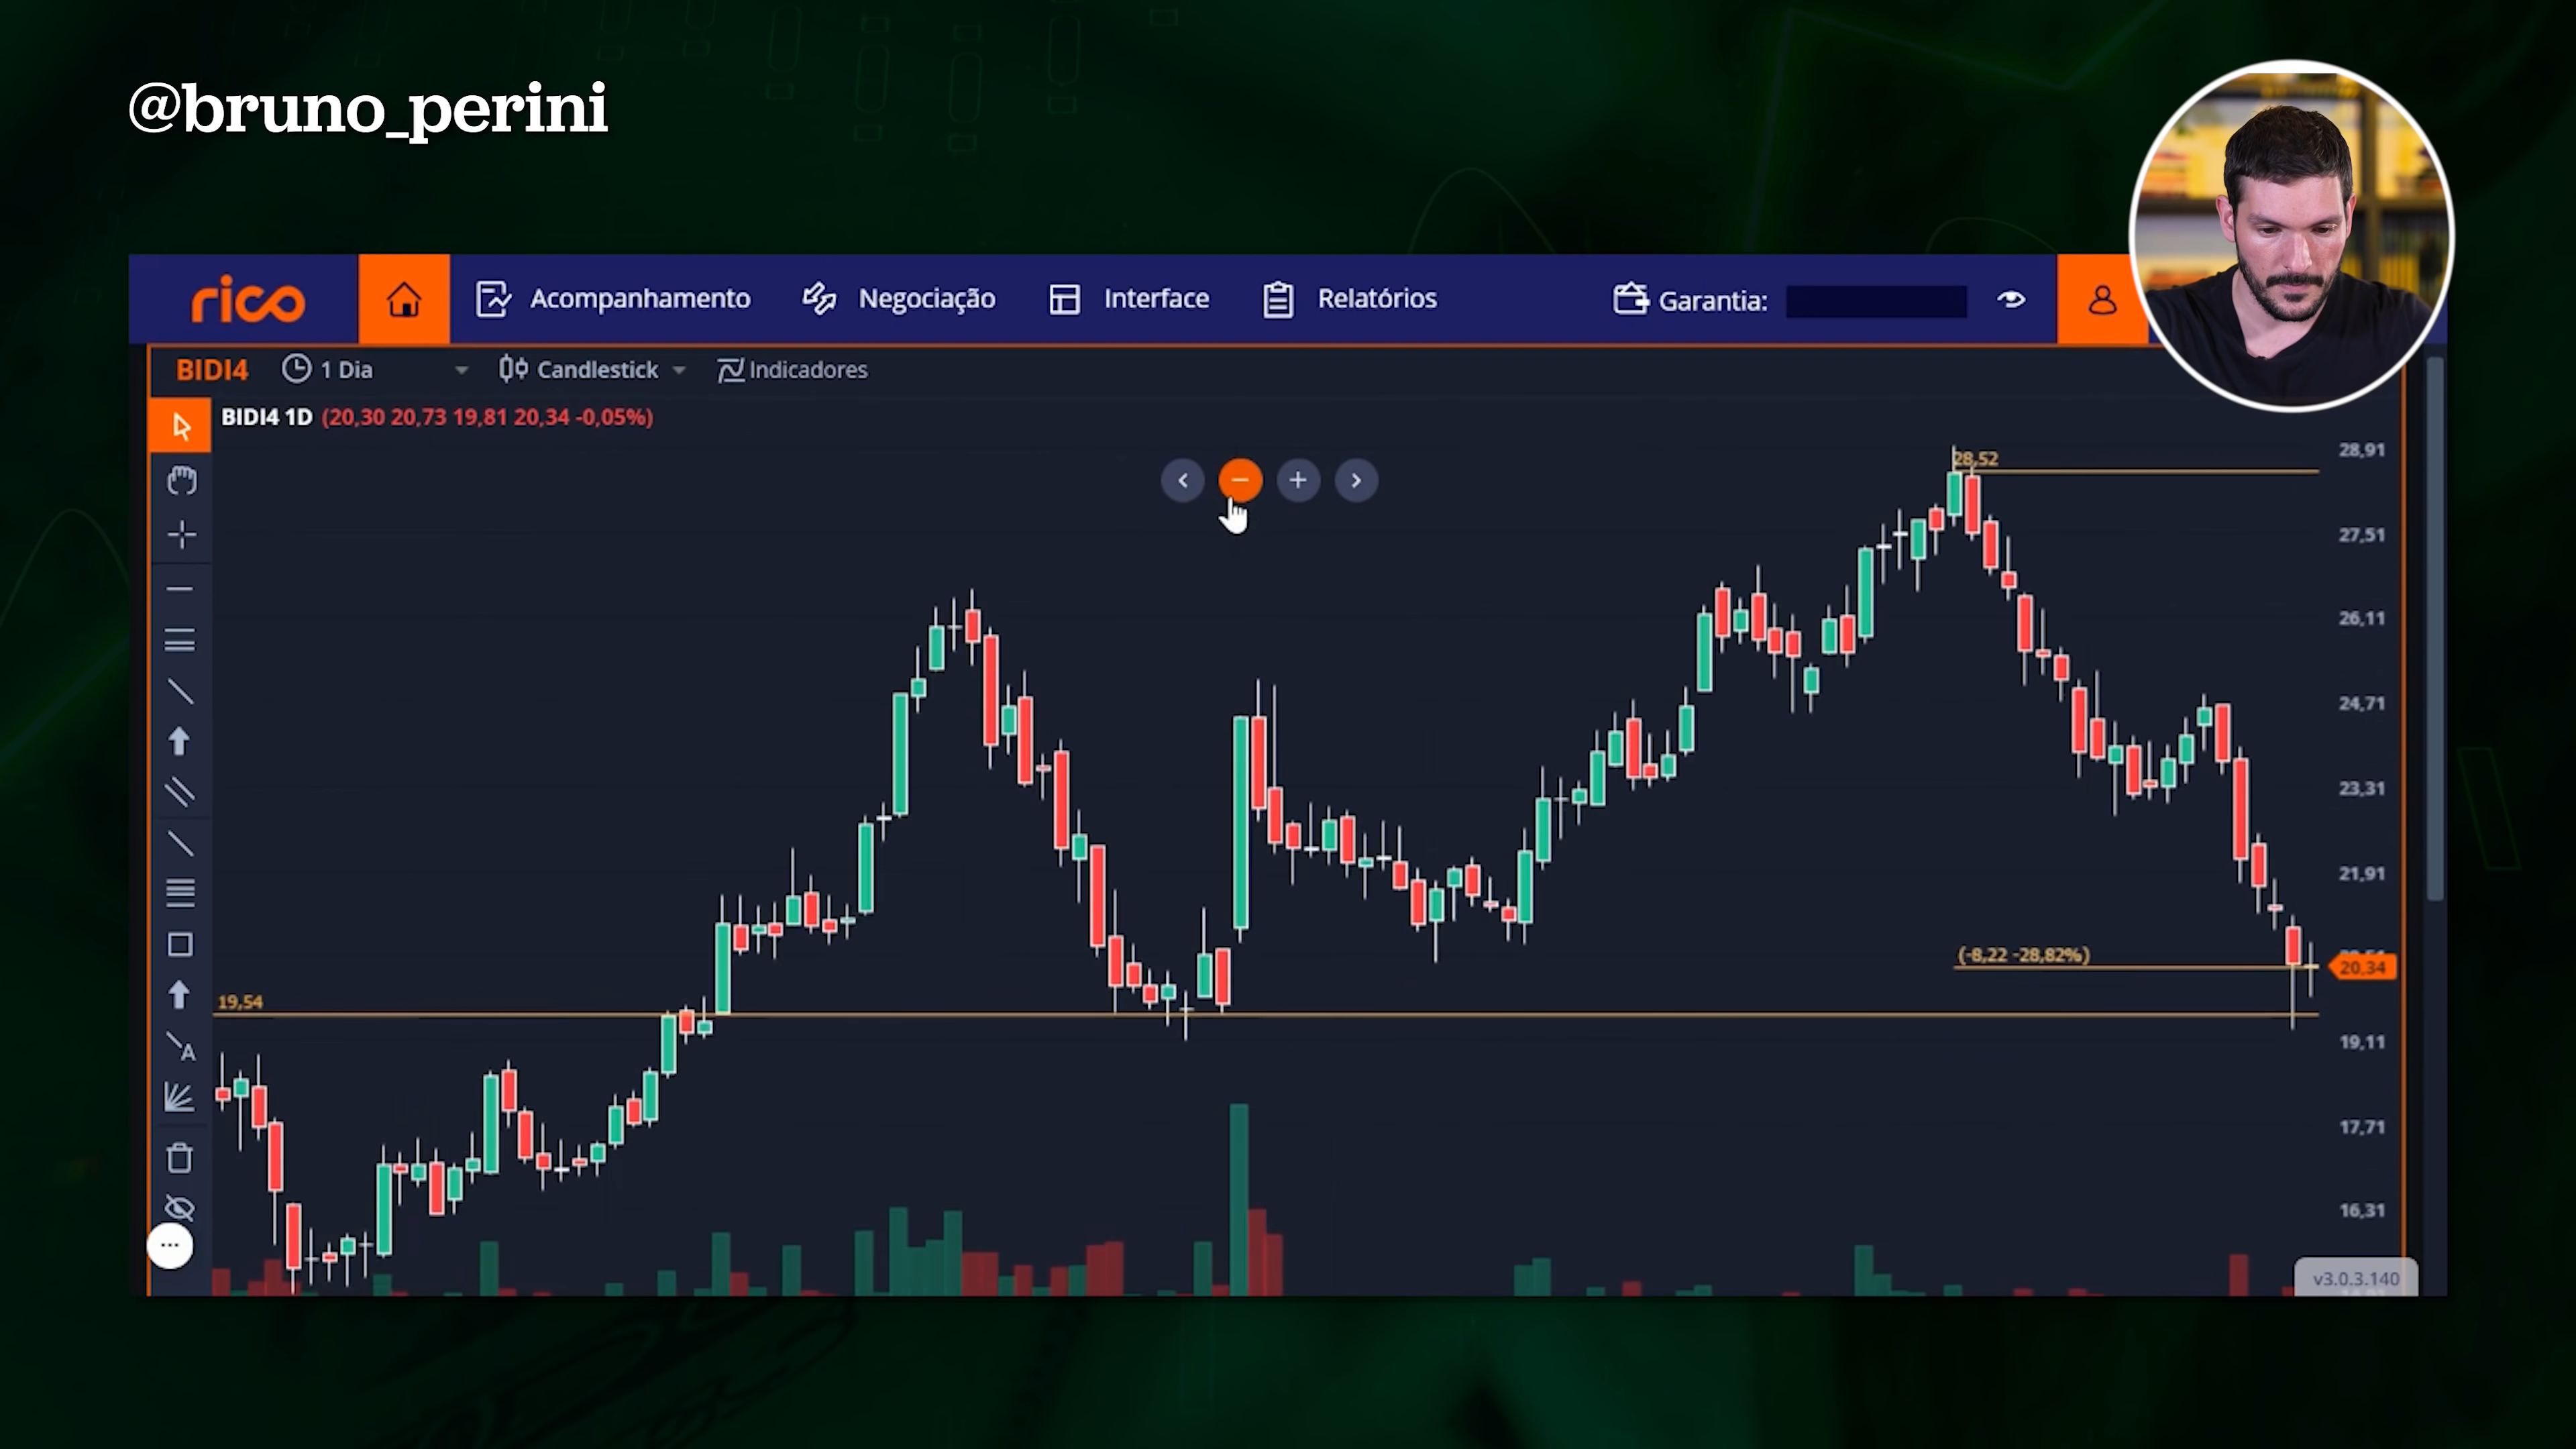 @bruno_perini
rico
Acompanhamento
Negociação
Interface
Relatórios
Garantia:
BIDI4
1 Dia
Candlestick
Indicadores
BIDI4 1D (20,30 20,73 19,81 20,34 -0,05%)
28,91
28,52
27,51
26,11
24,71
23,31
21,91
(-8,22 -28,82%)
20,34
19,54
19,11
17,71
16,31
A
v3.0.3.140